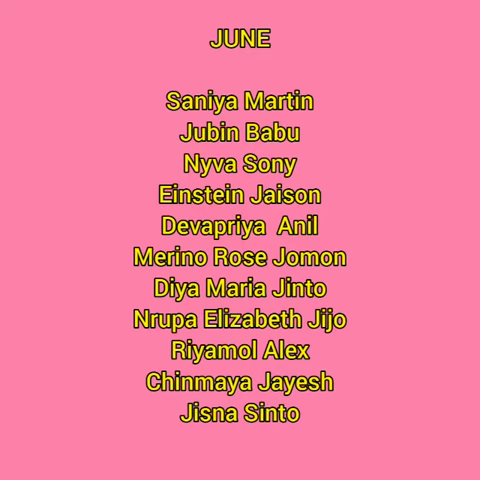 JUNE
Saniya Martin
Jubin Babu
Nyva Sony
Einstein Jaison
Devapriya  Anil
Merino Rose Jomon
Diya Maria Jinto
Nrupa Elizabeth Jijo
Riyamol Alex
Chinmaya Jayesh
Jisna Sinto